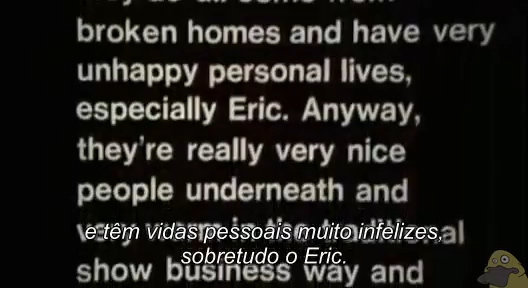 broken homes and have very
unhappy personal lives,
especially Eric. Anyway,
they're really very nice
people underneath and
e têm vidas pessoais muito infelizes,
sobretudo o Eric.
show business way and